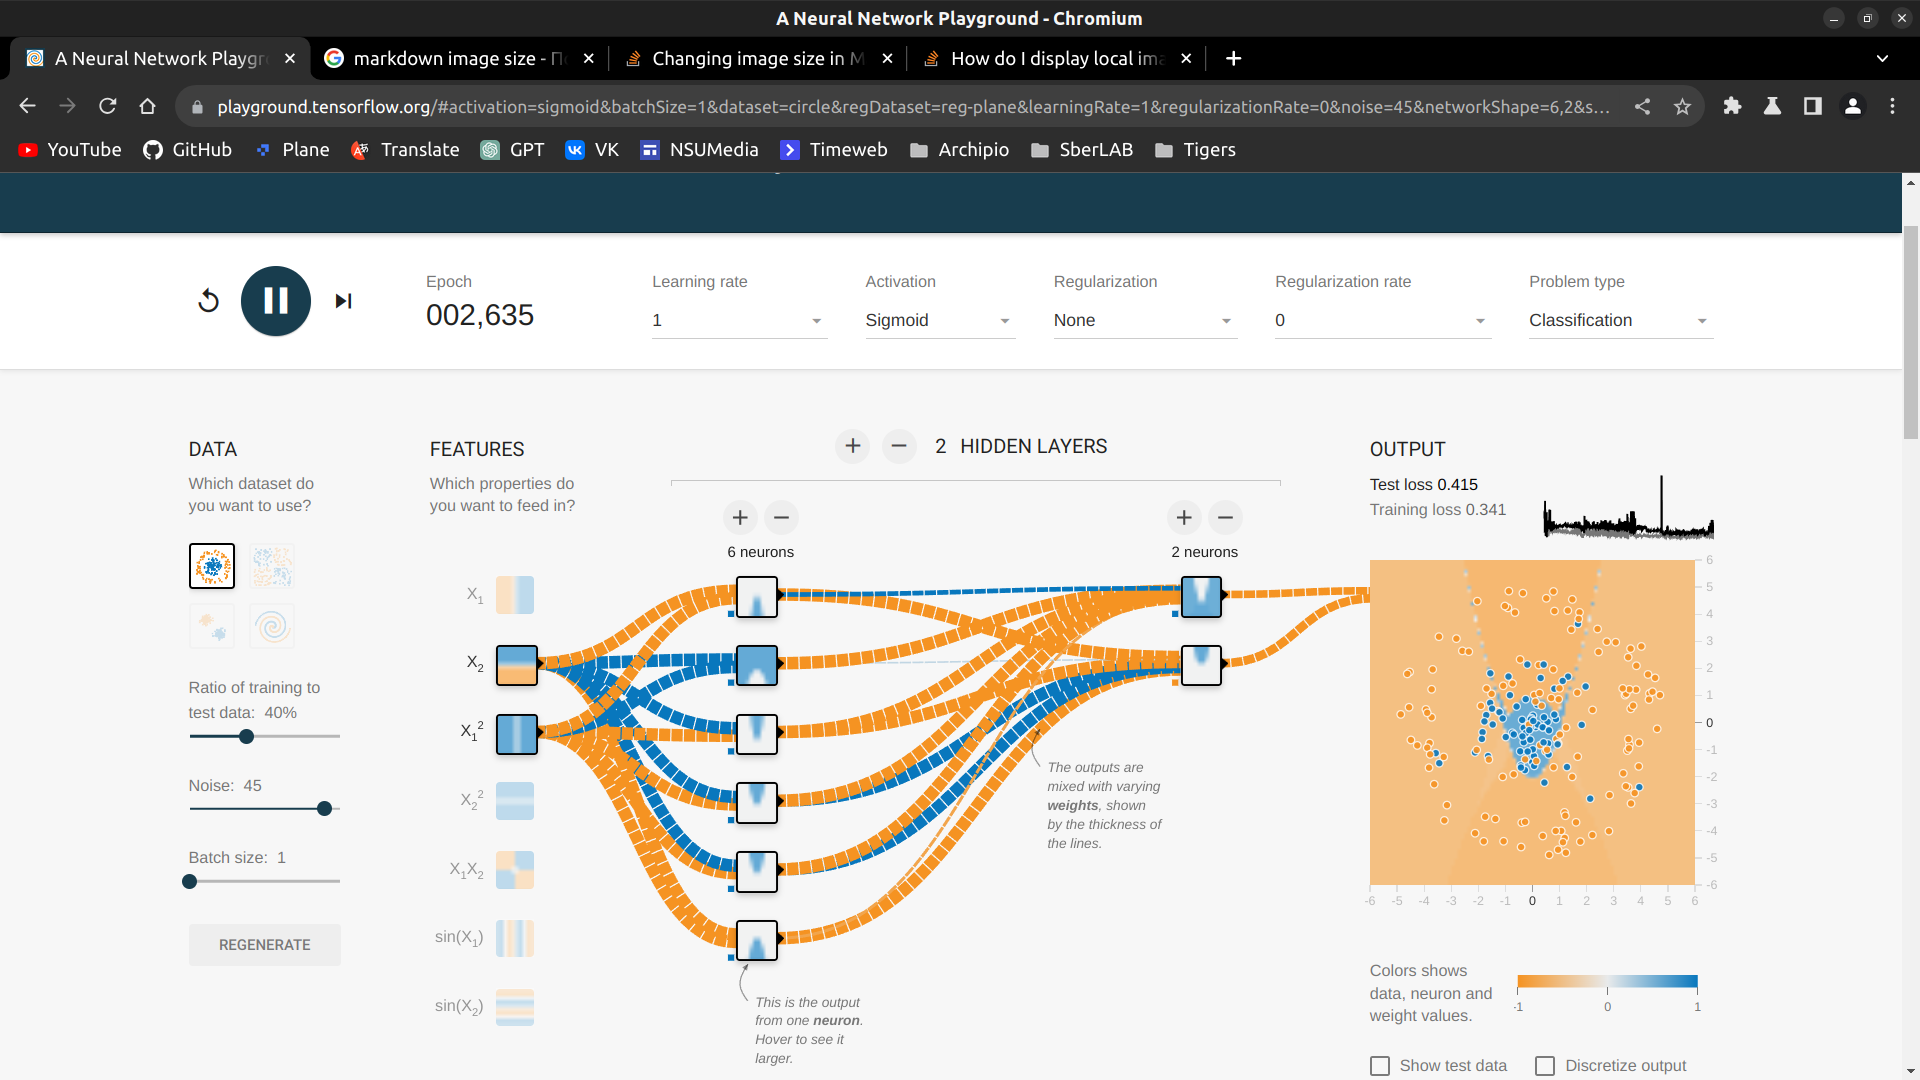 A Neural Network Playground - Chromium
A Neural Network Playgr
markdown image size - П
Changing image size in M
How do I display local ima
playground.tensorflow.org/#activation=sigmoid&batchSize=1&dataset=circle&regDataset=reg-plane&learningRate=1&regularizationRate=0&noise=45&networkShape=6,2&s...
YouTube GitHub Plane Translate GPT VK NSUMedia Timeweb Archipio SberLAB Tigers
Epoch
002,635
Learning rate
1
Activation
Sigmoid
Regularization
None
Regularization rate
0
Problem type
Classification
DATA
Which dataset do
you want to use?
Ratio of training to
test data: 40%
Noise: 45
Batch size: 1
REGENERATE
FEATURES
Which properties do
you want to feed in?
X1
X2
X1²
X2²
X1X2
sin(X1)
sin(X2)
+ − 2 HIDDEN LAYERS
+ −
6 neurons
+ −
2 neurons
The outputs are
mixed with varying
weights, shown
by the thickness of
the lines.
This is the output
from one neuron.
Hover to see it
larger.
OUTPUT
Test loss 0.415
Training loss 0.341
6
5
4
3
2
1
0
-1
-2
-3
-4
-5
-6
-6 -5 -4 -3 -2 -1 0 1 2 3 4 5 6
Colors shows
data, neuron and
weight values.
-1 0 1
Show test data
Discretize output